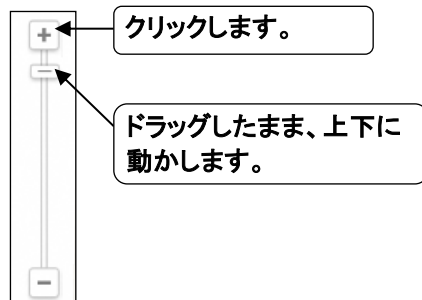 +
クリックします。
ドラッグしたまま、上下に
動かします。
−